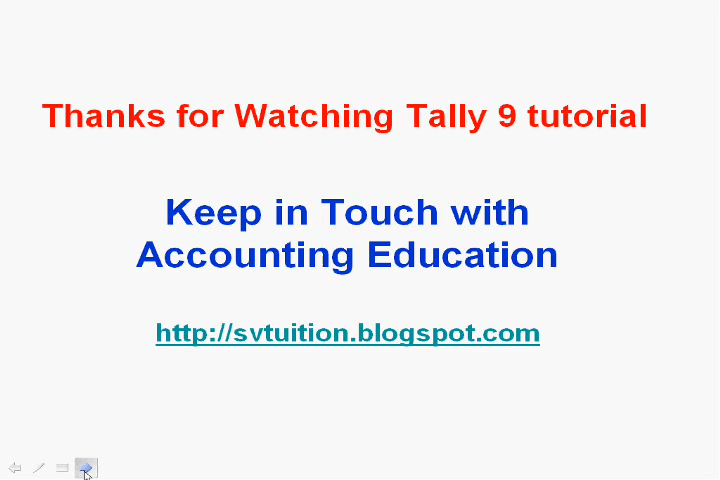 Thanks for Watching Tally 9 tutorial
Keep in Touch with
Accounting Education
http://svtuition.blogspot.com